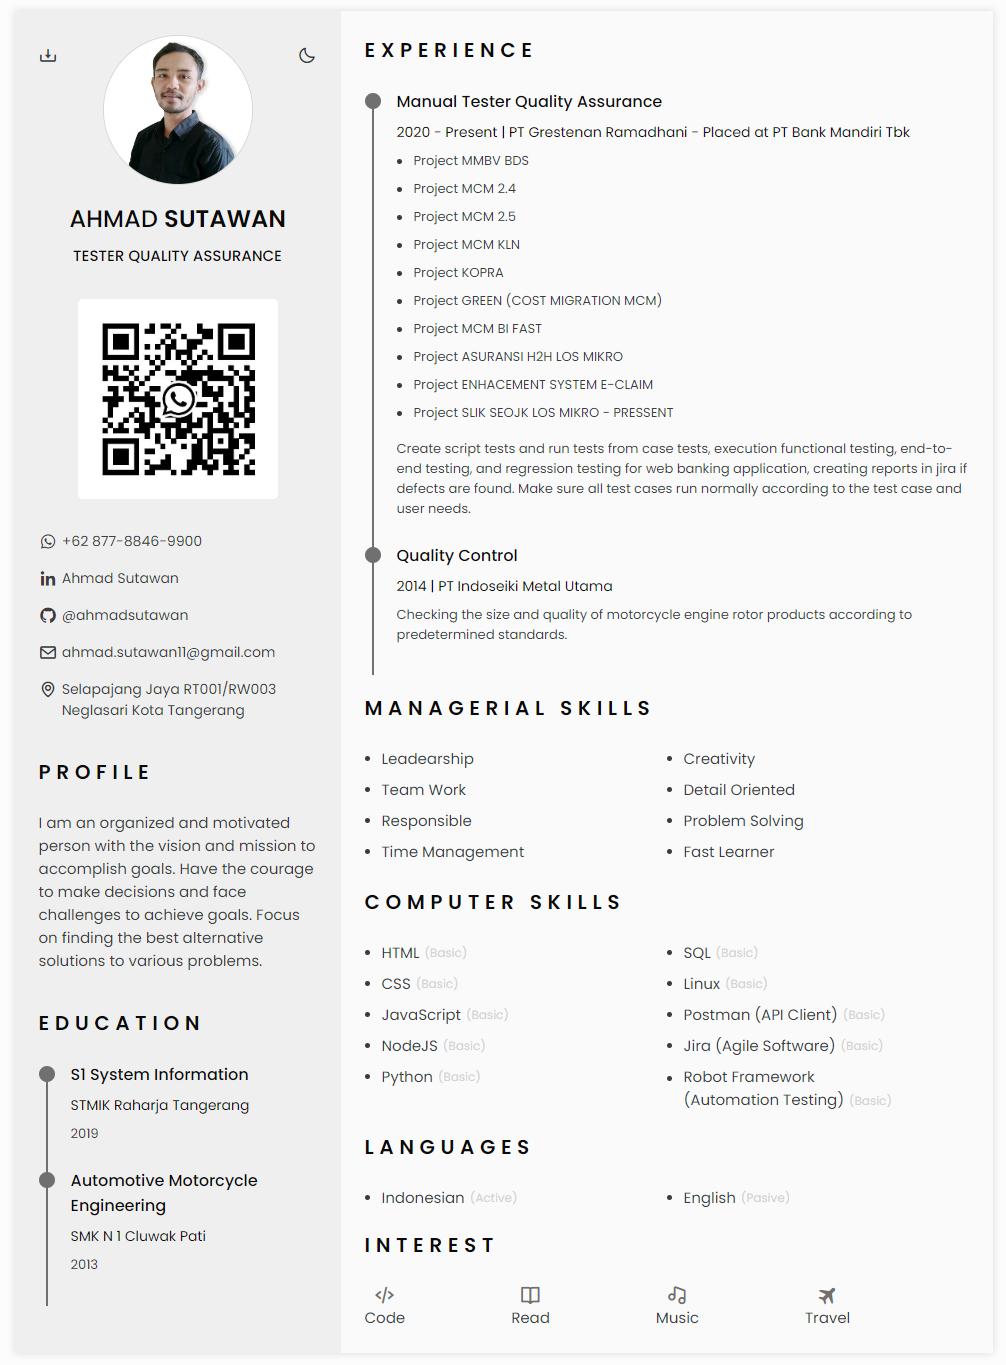 AHMAD SUTAWAN
TESTER QUALITY ASSURANCE
+62 877-8846-9900
Ahmad Sutawan
@ahmadsutawan
ahmad.sutawan11@gmail.com
Selapajang Jaya RT001/RW003
Neglasari Kota Tangerang
PROFILE
I am an organized and motivated
person with the vision and mission to
accomplish goals. Have the courage
to make decisions and face
challenges to achieve goals. Focus
on finding the best alternative
solutions to various problems.
EDUCATION
S1 System Information
STMIK Raharja Tangerang
2019
Automotive Motorcycle
Engineering
SMK N 1 Cluwak Pati
2013
EXPERIENCE
Manual Tester Quality Assurance
2020 - Present | PT Grestenan Ramadhani - Placed at PT Bank Mandiri Tbk
• Project MMBV BDS
• Project MCM 2.4
• Project MCM 2.5
• Project MCM KLN
• Project KOPRA
• Project GREEN (COST MIGRATION MCM)
• Project MCM BI FAST
• Project ASURANSI H2H LOS MIKRO
• Project ENHACEMENT SYSTEM E-CLAIM
• Project SLIK SEOJK LOS MIKRO - PRESSENT
Create script tests and run tests from case tests, execution functional testing, end-to-
end testing, and regression testing for web banking application, creating reports in jira if
defects are found. Make sure all test cases run normally according to the test case and
user needs.
Quality Control
2014 | PT Indoseiki Metal Utama
Checking the size and quality of motorcycle engine rotor products according to
predetermined standards.
MANAGERIAL SKILLS
• Leadearship
• Team Work
• Responsible
• Time Management
• Creativity
• Detail Oriented
• Problem Solving
• Fast Learner
COMPUTER SKILLS
• HTML (Basic)
• CSS (Basic)
• JavaScript (Basic)
• NodeJS (Basic)
• Python (Basic)
• SQL (Basic)
• Linux (Basic)
• Postman (API Client) (Basic)
• Jira (Agile Software) (Basic)
• Robot Framework
(Automation Testing) (Basic)
LANGUAGES
• Indonesian (Active)
• English (Pasive)
INTEREST
Code
Read
Music
Travel